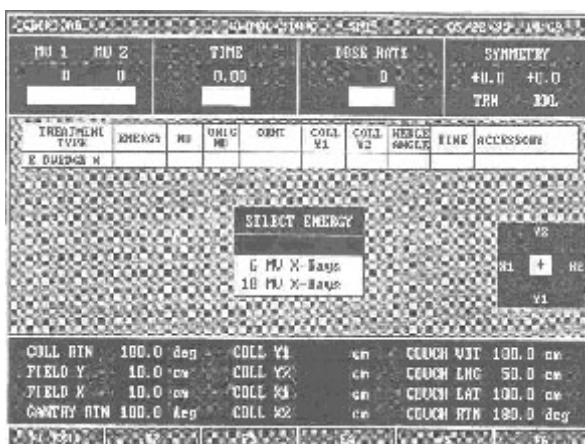 MU 1 MU 2 TIME DOSE RATE SYMMETRY
0 0 0.00 0 +0.0 +0.0
TRN RDL
TREATMENT TYPE ENERGY MU ORIG MU ORNT COLL Y1 COLL Y2 WEDGE ANGLE TIME ACCESSORY
SELECT ENERGY
6 MV X-Rays
18 MV X-Rays
Y2
X1 + X2
Y1
COLL RTN 180.0 deg COLL Y1 cm COUCH VRT 100.0 cm
FIELD Y 10.0 cm COLL Y2 cm COUCH LNG 50.0 cm
FIELD X 10.0 cm COLL X1 cm COUCH LAT 100.0 cm
GANTRY RTN 180.0 deg COLL X2 cm COUCH RTN 180.0 deg